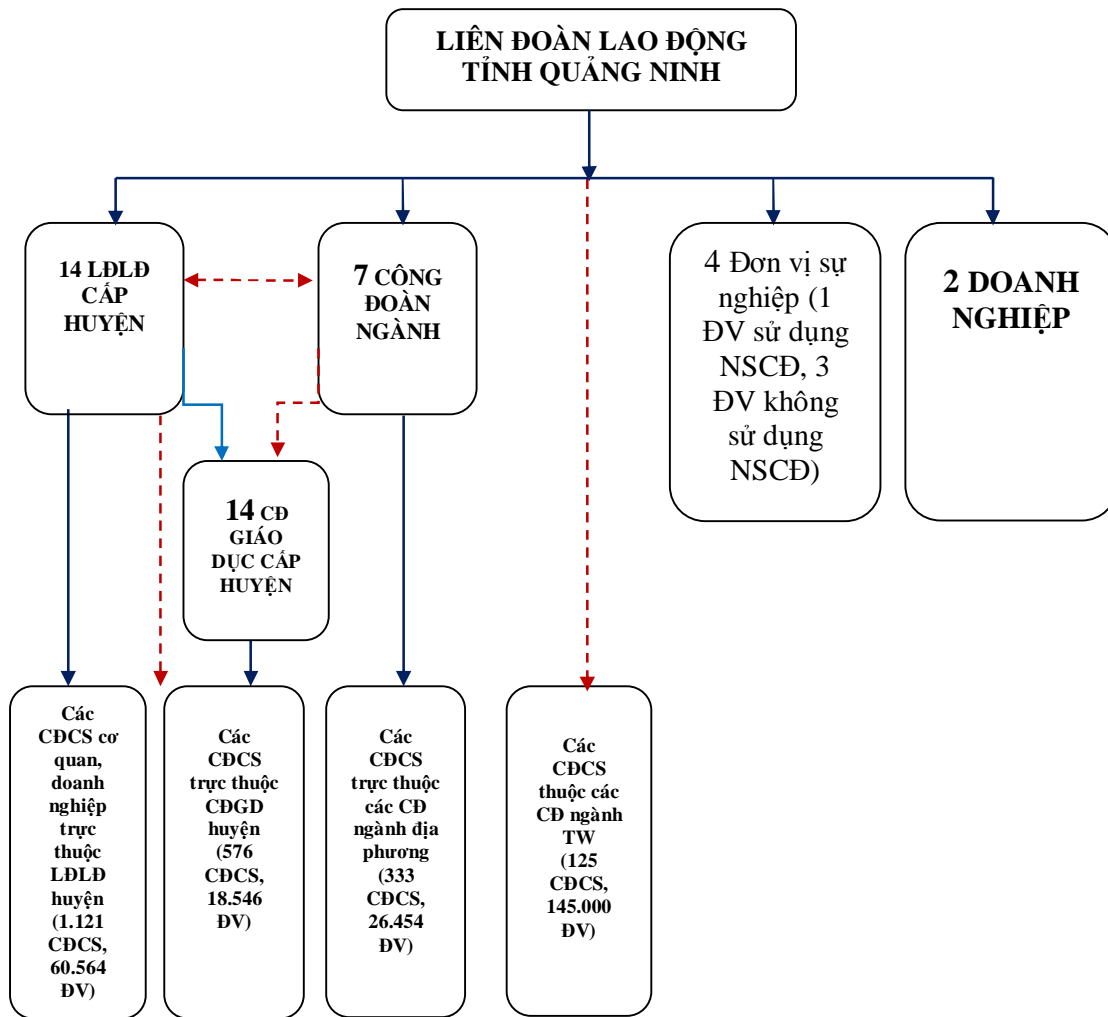 LIÊN ĐOÀN LAO ĐỘNG
TỈNH QUẢNG NINH
14 LĐLĐ
CẤP
HUYỆN
7 CÔNG
ĐOÀN
NGÀNH
4 Đơn vị sự
nghiệp (1
ĐV sử dụng
NSCĐ, 3
ĐV không
sử dụng
NSCĐ)
2 DOANH
NGHIỆP
14 CĐ
GIÁO
DỤC CẤP
HUYỆN
Các
CĐCS cơ
quan,
doanh
nghiệp
trực
thuộc
LĐLĐ
huyện
(1.121
CĐCS,
60.564
ĐV)
Các
CĐCS
trực thuộc
CĐGD
huyện
(576
CĐCS,
18.546
ĐV)
Các
CĐCS
trực thuộc
các CĐ
ngành địa
phương
(333
CĐCS,
26.454
ĐV)
Các
CĐCS
thuộc các
CĐ ngành
TW
(125
CĐCS,
145.000
ĐV)